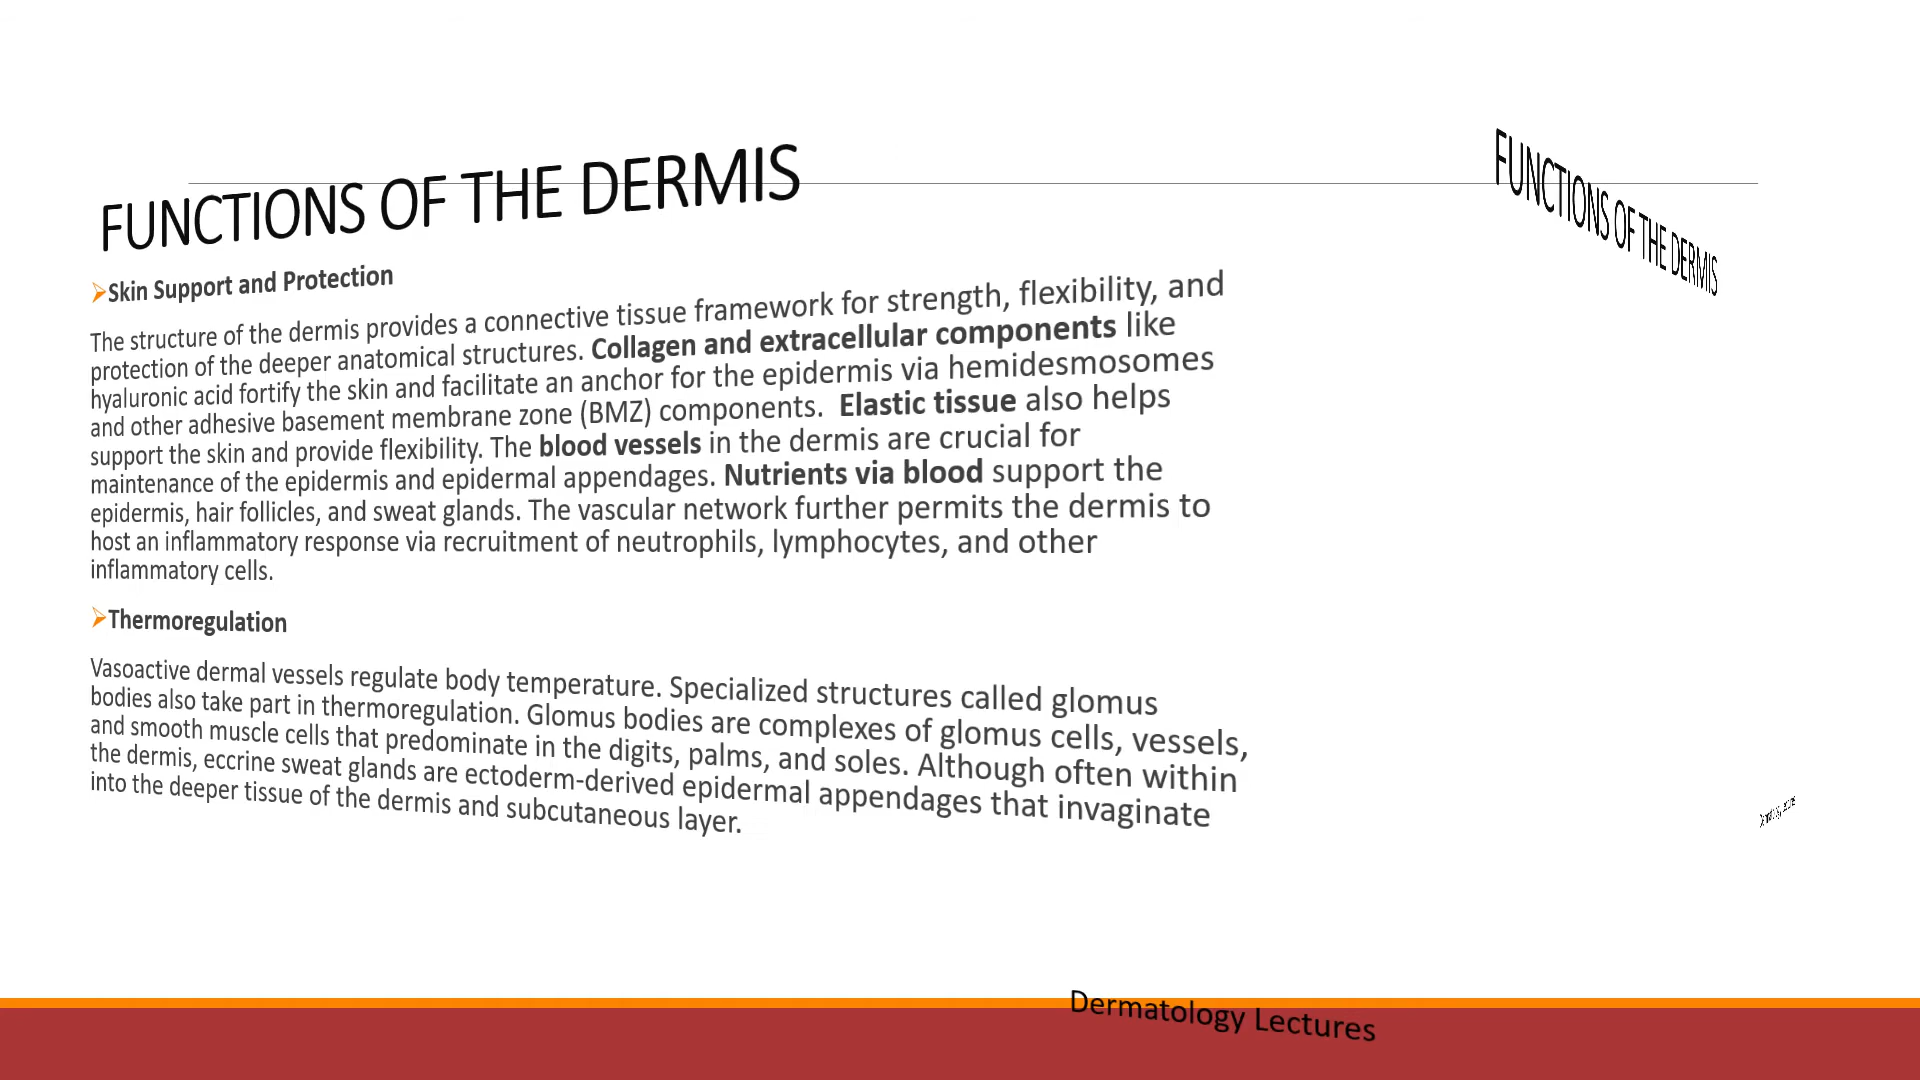 FUNCTIONS OF THE DERMIS
FUNCTIONS OF THE DERMIS
➢Skin Support and Protection
The structure of the dermis provides a connective tissue framework for strength, flexibility, and
protection of the deeper anatomical structures. Collagen and extracellular components like
hyaluronic acid fortify the skin and facilitate an anchor for the epidermis via hemidesmosomes
and other adhesive basement membrane zone (BMZ) components. Elastic tissue also helps
support the skin and provide flexibility. The blood vessels in the dermis are crucial for
maintenance of the epidermis and epidermal appendages. Nutrients via blood support the
epidermis, hair follicles, and sweat glands. The vascular network further permits the dermis to
host an inflammatory response via recruitment of neutrophils, lymphocytes, and other
inflammatory cells.
➢Thermoregulation
Vasoactive dermal vessels regulate body temperature. Specialized structures called glomus
bodies also take part in thermoregulation. Glomus bodies are complexes of glomus cells, vessels,
and smooth muscle cells that predominate in the digits, palms, and soles. Although often within
the dermis, eccrine sweat glands are ectoderm-derived epidermal appendages that invaginate
into the deeper tissue of the dermis and subcutaneous layer.
Dermatology Lectures